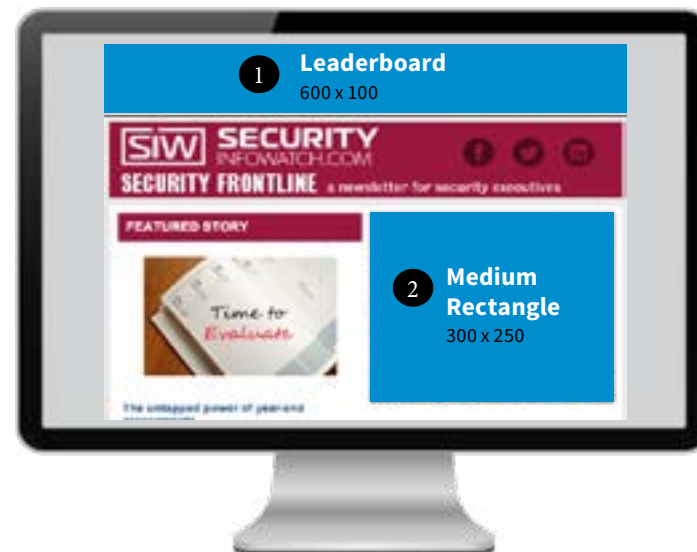 1 Leaderboard
600 x 100
SIW SECURITY
INFOWATCH.COM
SECURITY FRONTLINE a newsletter for security executives
FEATURED STORY
Time to
Evaluate
2 Medium
Rectangle
300 x 250
The untapped power of year-end